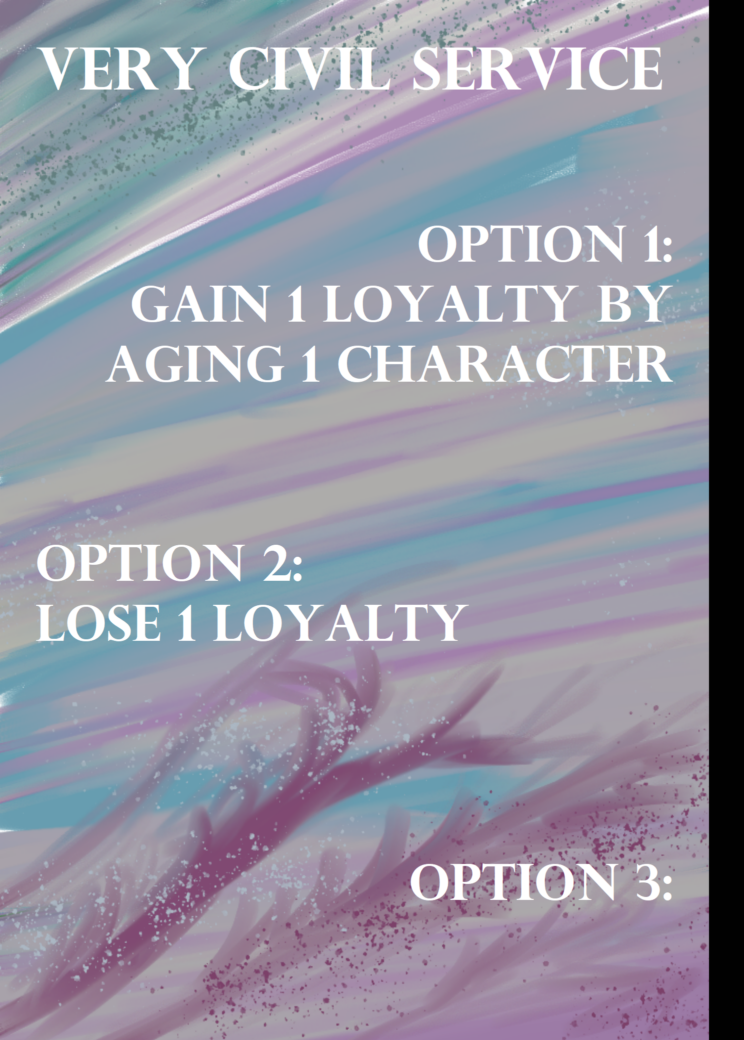 VERY CIVIL SERVICE
OPTION 1:
GAIN 1 LOYALTY BY
AGING 1 CHARACTER
OPTION 2:
LOSE 1 LOYALTY
OPTION 3: